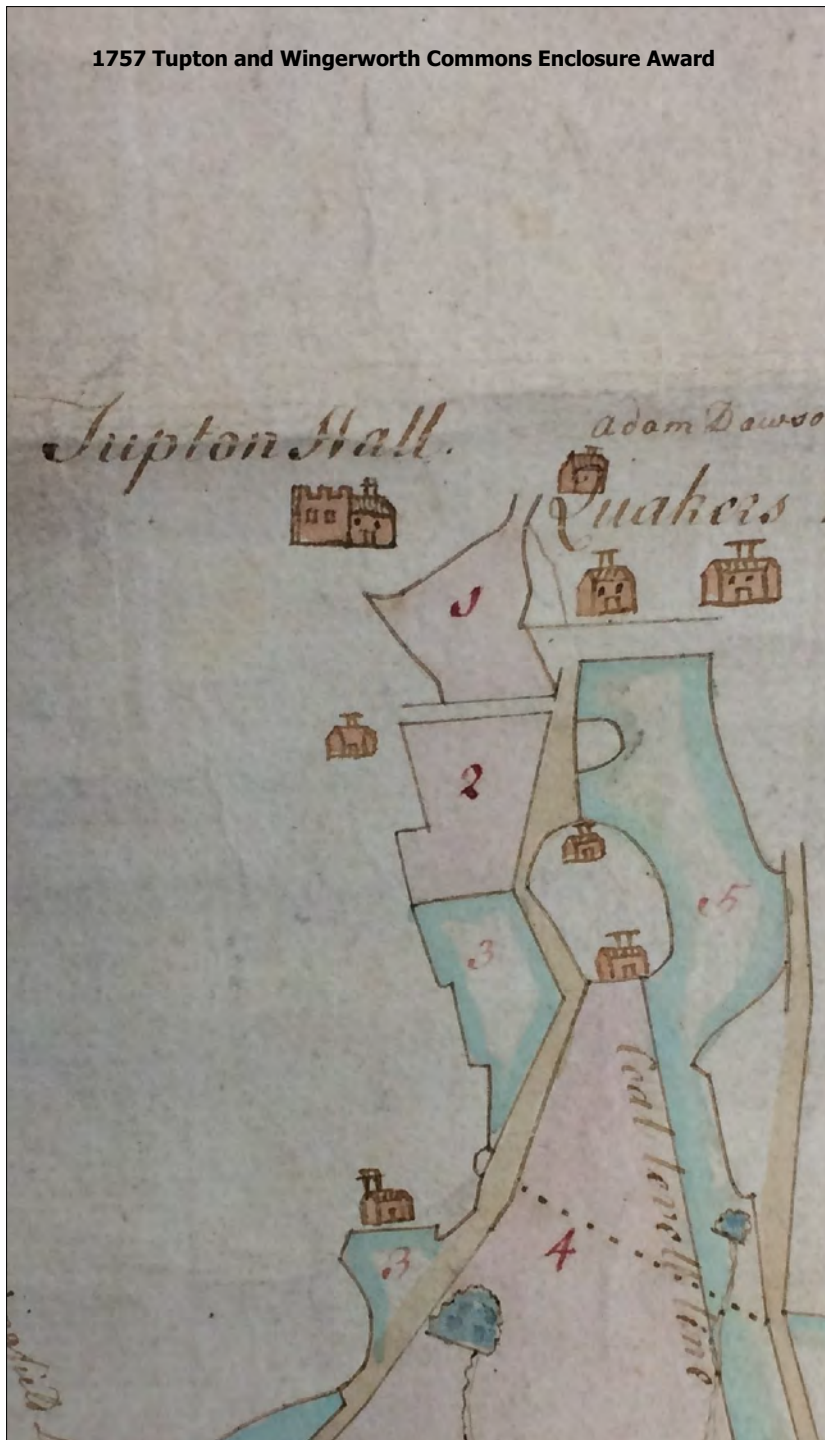 1757 Tupton and Wingerworth Commons Enclosure Award
Tupton Hall.
Adam Dawso
Quakers
1
2
3
5
4
3
Coal
line